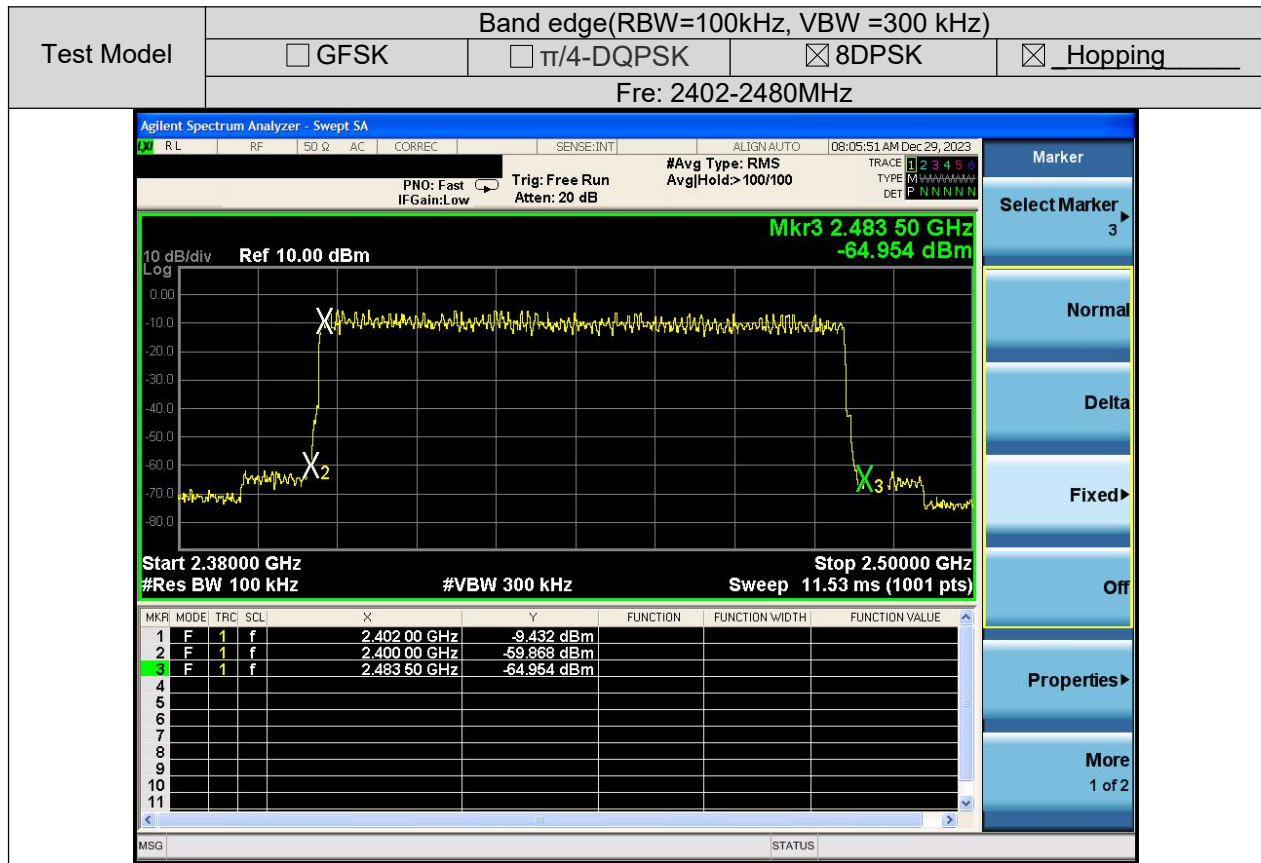 Test Model
Band edge(RBW=100kHz, VBW =300 kHz)
☐ GFSK ☐ π/4-DQPSK ☒ 8DPSK ☒ _Hopping_____
Fre: 2402-2480MHz
Agilent Spectrum Analyzer - Swept SA
LXI RL RF 50 Ω AC CORREC SENSE:INT ALIGN AUTO 08:05:51 AM Dec 29, 2023
PNO: Fast
IFGain:Low
Trig: Free Run
Atten: 20 dB
#Avg Type: RMS
Avg|Hold:> 100/100
TRACE 1 2 3 4 5 6
TYPE M
DET P N N N N N
Mkr3 2.483 50 GHz
-64.954 dBm
10 dB/div Ref 10.00 dBm
Log
0.00
-10.0
-20.0
-30.0
-40.0
-50.0
-60.0
-70.0
-80.0
2
3
Start 2.38000 GHz Stop 2.50000 GHz
#Res BW 100 kHz #VBW 300 kHz Sweep 11.53 ms (1001 pts)
MKR MODE TRC SCL X Y FUNCTION FUNCTION WIDTH FUNCTION VALUE
1 F 1 f 2.402 00 GHz -9.432 dBm
2 F 1 f 2.400 00 GHz -59.868 dBm
3 F 1 f 2.483 50 GHz -64.954 dBm
4
5
6
7
8
9
10
11
MSG STATUS
Marker
Select Marker
3
Normal
Delta
Fixed
Off
Properties
More
1 of 2